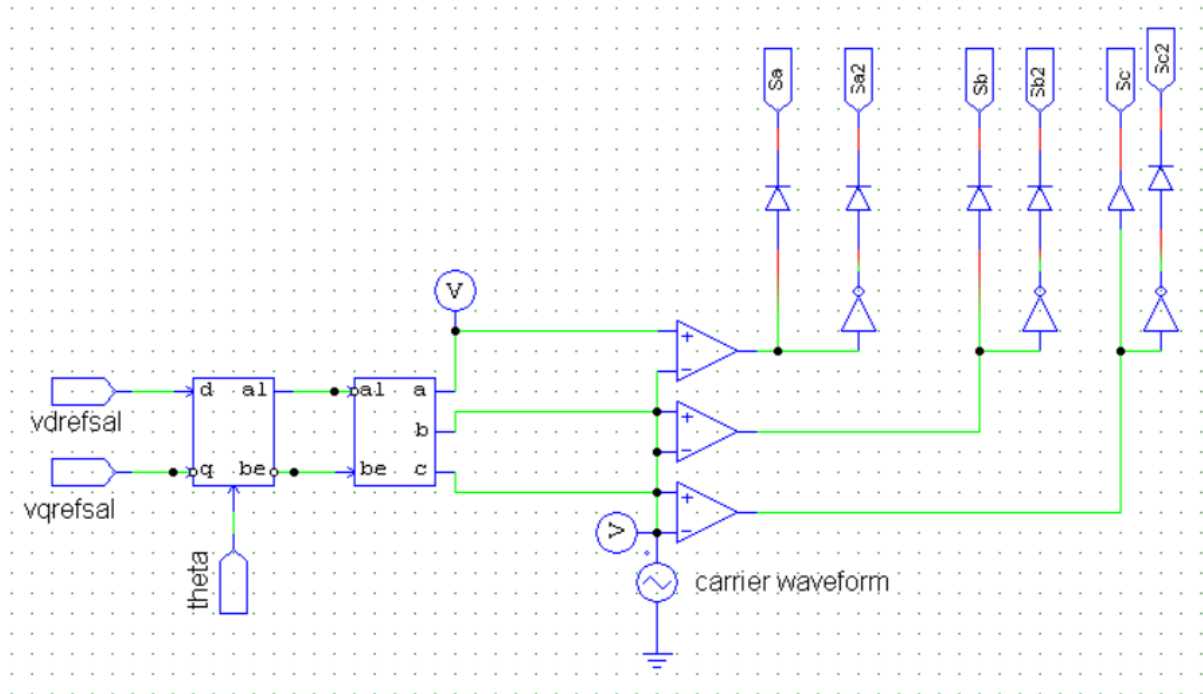 Sa
Sa2
Sb
Sb2
Sc
Sc2
V
vdrefsal
d al
al a
b
vqrefsal
q be
be c
theta
V
carrier waveform